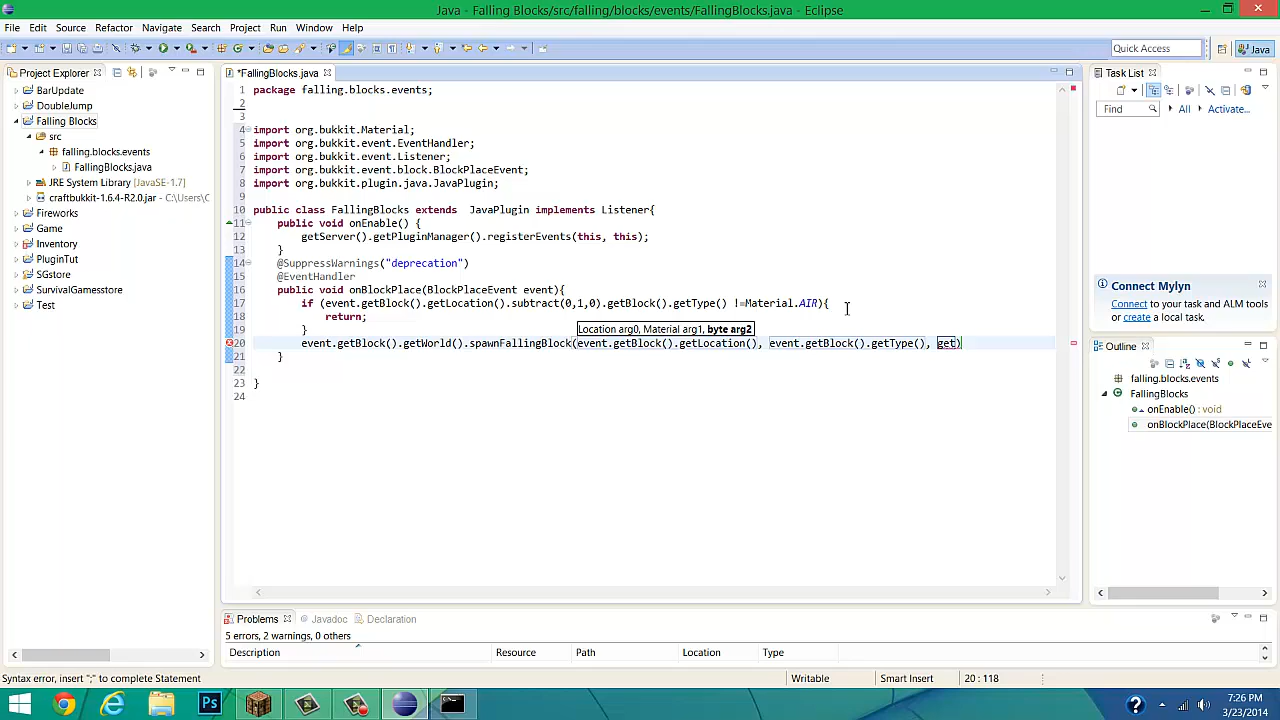 Java - Falling Blocks/src/falling/blocks/events/FallingBlocks.java - Eclipse
File Edit Source Refactor Navigate Search Project Run Window Help
Quick Access
Java
Project Explorer
*FallingBlocks.java
Task List
BarUpdate
DoubleJump
Falling Blocks
src
falling.blocks.events
FallingBlocks.java
JRE System Library [JavaSE-1.7]
craftbukkit-1.6.4-R2.0.jar - C:\Users\C
Fireworks
Game
Inventory
PluginTut
SGstore
SurvivalGamesstore
Test
1 package falling.blocks.events;
2
3
4 import org.bukkit.Material;
5 import org.bukkit.event.EventHandler;
6 import org.bukkit.event.Listener;
7 import org.bukkit.event.block.BlockPlaceEvent;
8 import org.bukkit.plugin.java.JavaPlugin;
9
10 public class FallingBlocks extends  JavaPlugin implements Listener{
11 public void onEnable() {
12 getServer().getPluginManager().registerEvents(this, this);
13 }
14 @SuppressWarnings("deprecation")
15 @EventHandler
16 public void onBlockPlace(BlockPlaceEvent event){
17 if (event.getBlock().getLocation().subtract(0,1,0).getBlock().getType() !=Material.AIR){
18 return;
19 }
Location arg0, Material arg1, byte arg2
20 event.getBlock().getWorld().spawnFallingBlock(event.getBlock().getLocation(), event.getBlock().getType(), get)
21 }
22
23 }
24
Find
All
Activate...
Connect Mylyn
Connect to your task and ALM tools
or create a local task.
Outline
falling.blocks.events
FallingBlocks
onEnable() : void
onBlockPlace(BlockPlaceEve
Problems Javadoc Declaration
5 errors, 2 warnings, 0 others
Description Resource Path Location Type
Syntax error, insert ";" to complete Statement
Writable
Smart Insert
20 : 118
Ps
7:26 PM
3/23/2014